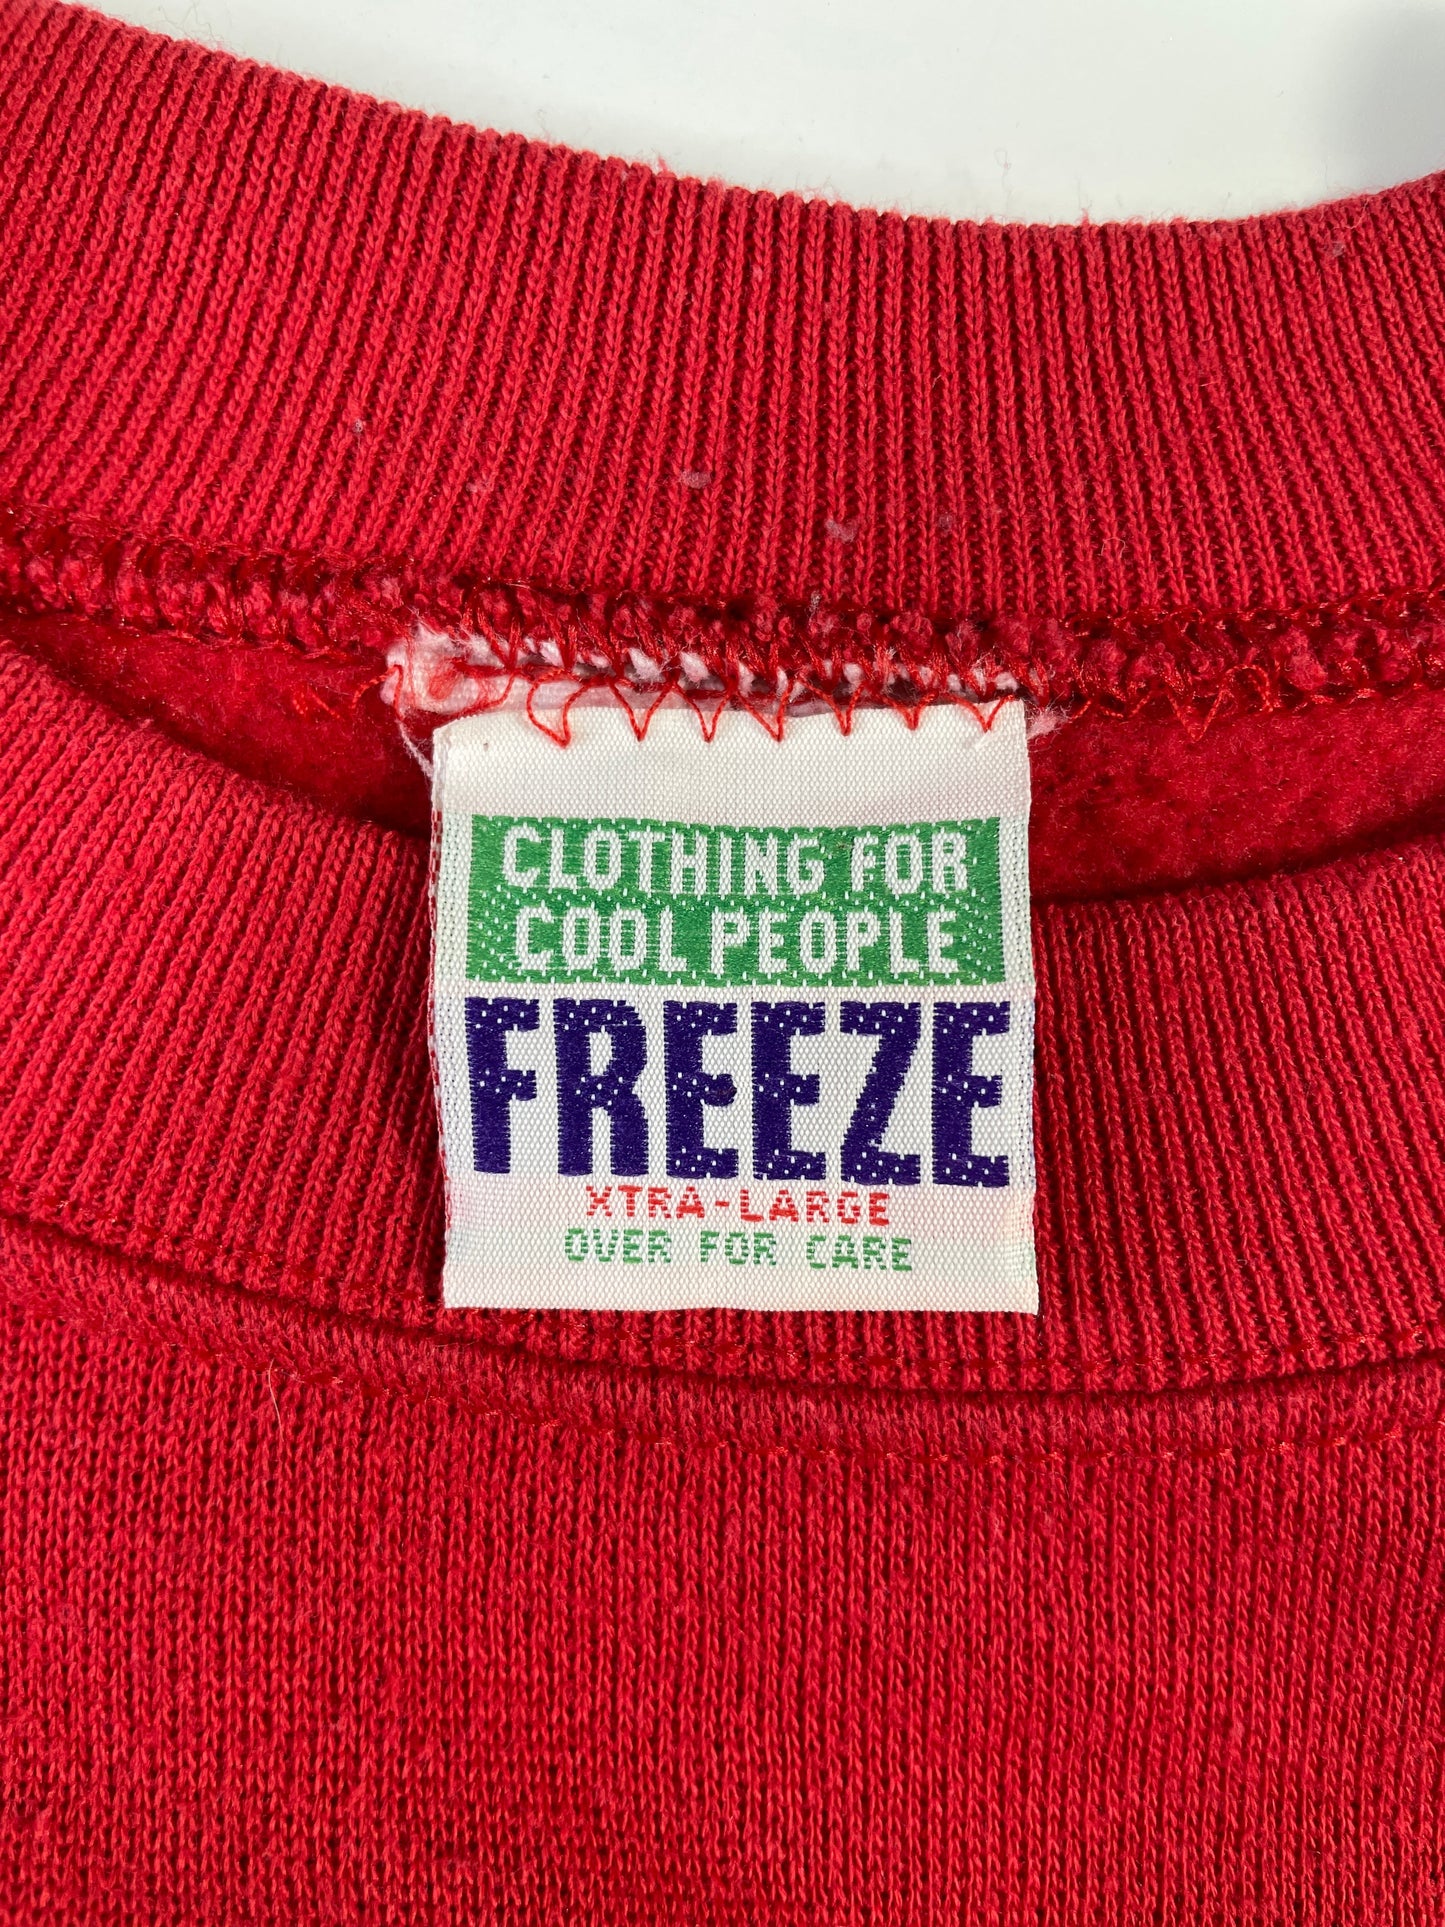 CLOTHING FOR
COOL PEOPLE
FREEZE
XTRA-LARGE
OVER FOR CARE